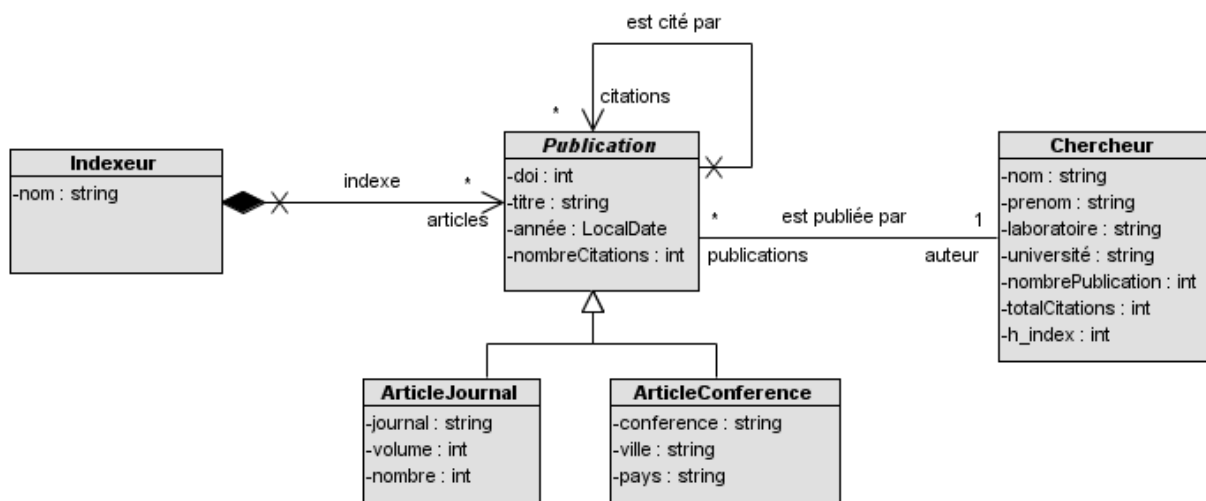 est cité par
citations
*
Indexeur
-nom : string
indexe
*
articles
Publication
-doi : int
-titre : string
-année : LocalDate
-nombreCitations : int
*
est publiée par
1
publications
auteur
Chercheur
-nom : string
-prenom : string
-laboratoire : string
-université : string
-nombrePublication : int
-totalCitations : int
-h_index : int
ArticleJournal
-journal : string
-volume : int
-nombre : int
ArticleConference
-conference : string
-ville : string
-pays : string